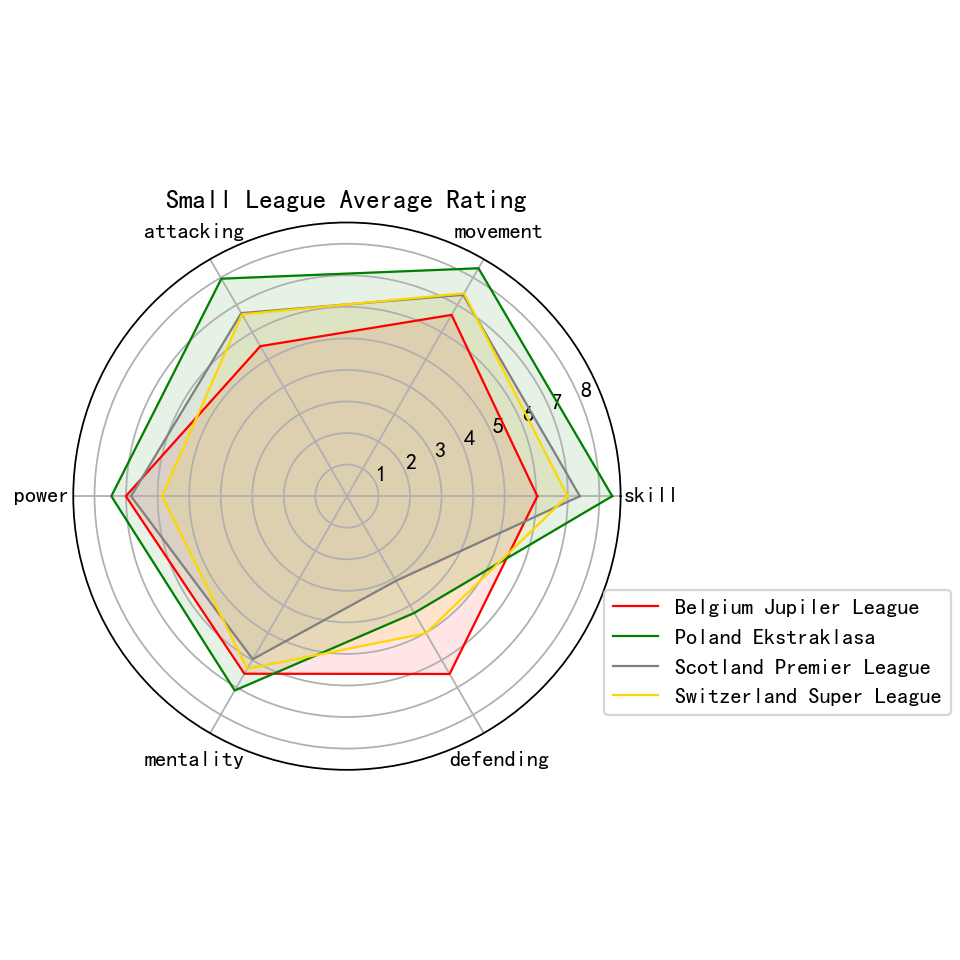 Small League Average Rating
attacking
movement
8
7
6
5
4
3
2
1
power
skill
Belgium Jupiler League
Poland Ekstraklasa
Scotland Premier League
Switzerland Super League
mentality
defending